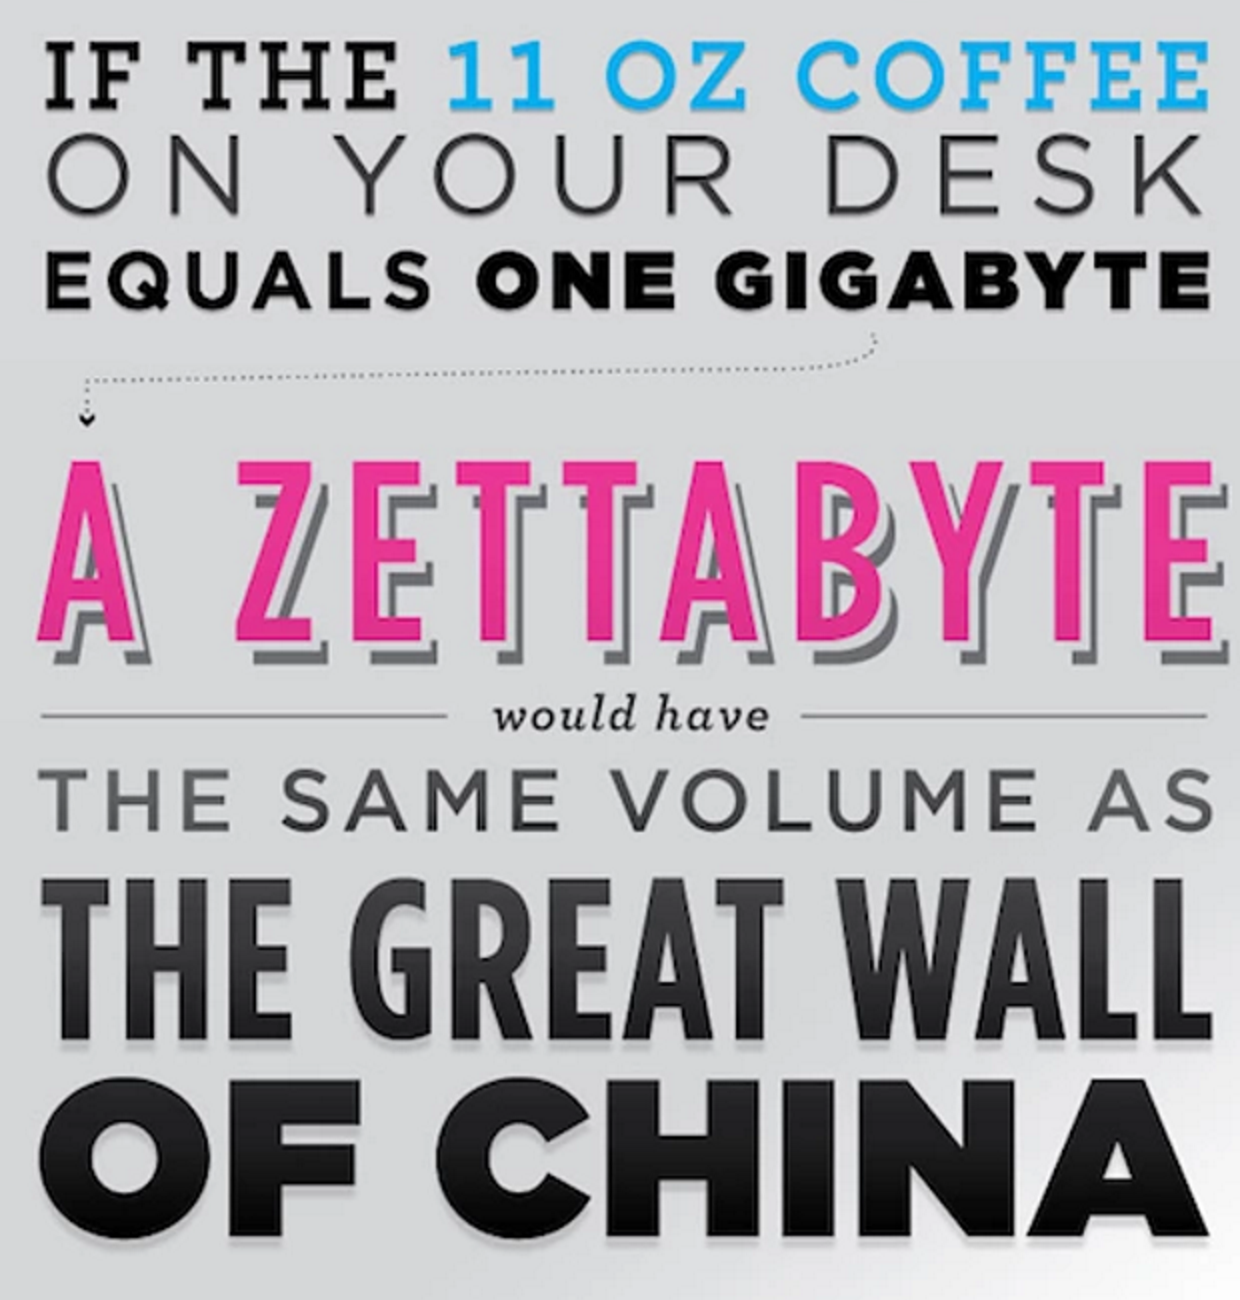 IF THE 11 OZ COFFEE
ON YOUR DESK
EQUALS ONE GIGABYTE
A ZETTABYTE
would have
THE SAME VOLUME AS
THE GREAT WALL
OF CHINA